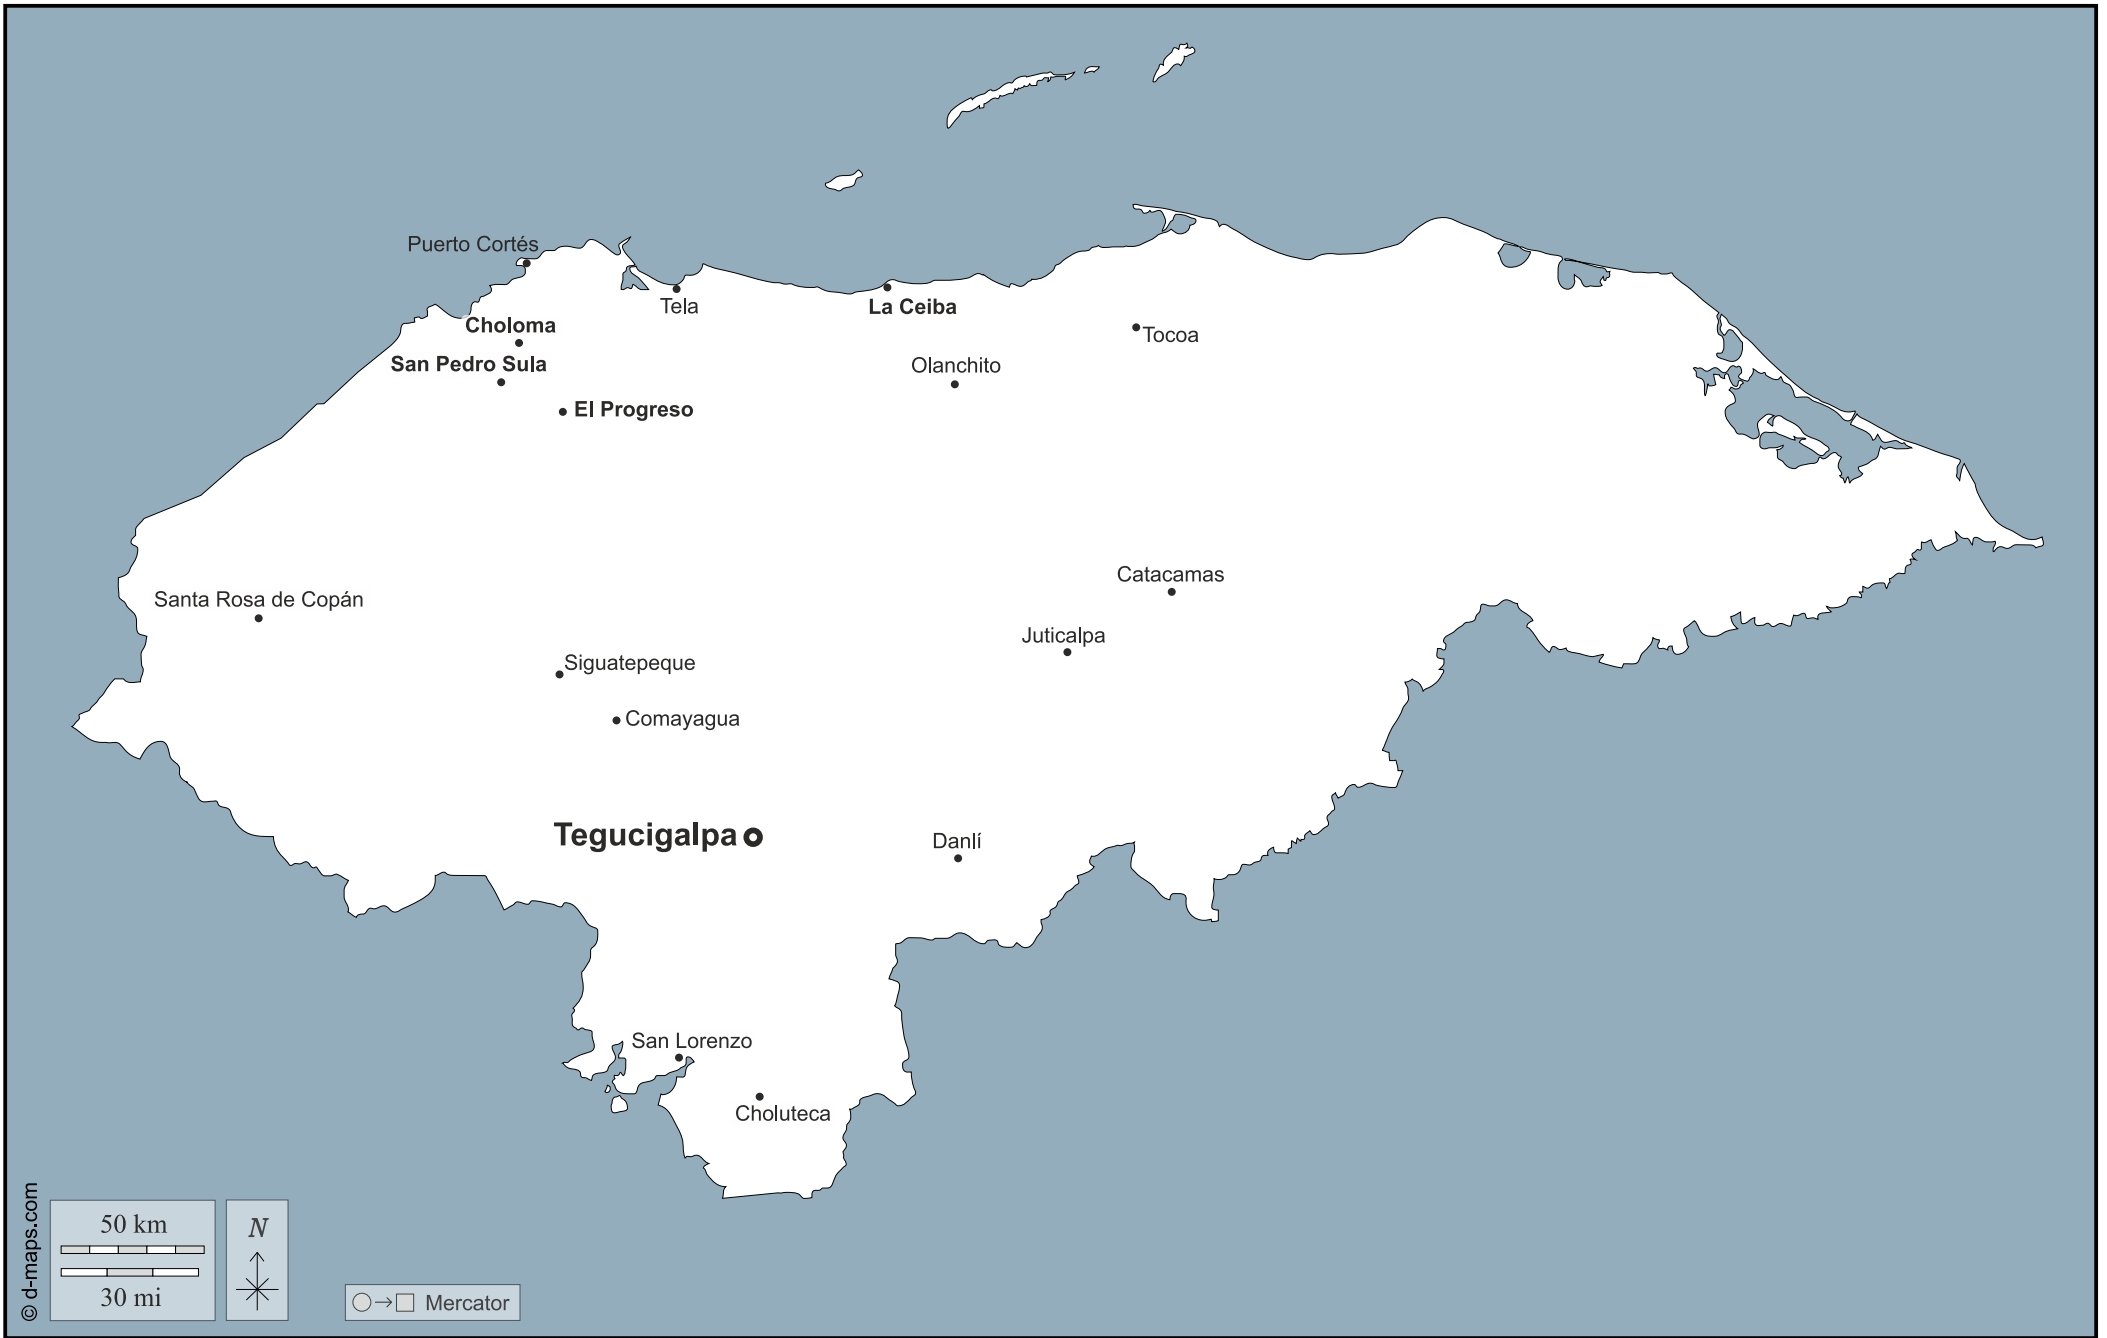 Puerto Cortés
Tela
La Ceiba
Choloma
Tocoa
San Pedro Sula
Olanchito
El Progreso
Catacamas
Santa Rosa de Copán
Juticalpa
Siguatepeque
Comayagua
Tegucigalpa
Danlí
San Lorenzo
Choluteca
© d-maps.com
50 km
30 mi
N
Mercator